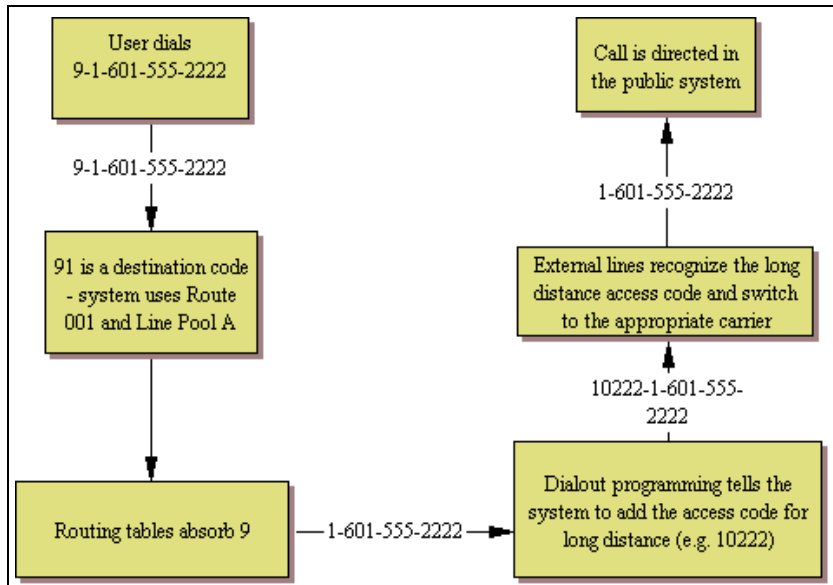 User dials
9-1-601-555-2222
9-1-601-555-2222
91 is a destination code
- system uses Route
001 and Line Pool A
Routing tables absorb 9
1-601-555-2222
Dialout programming tells the
system to add the access code for
long distance (e.g. 10222)
10222-1-601-555-
2222
External lines recognize the long
distance access code and switch
to the appropriate carrier
1-601-555-2222
Call is directed in
the public system